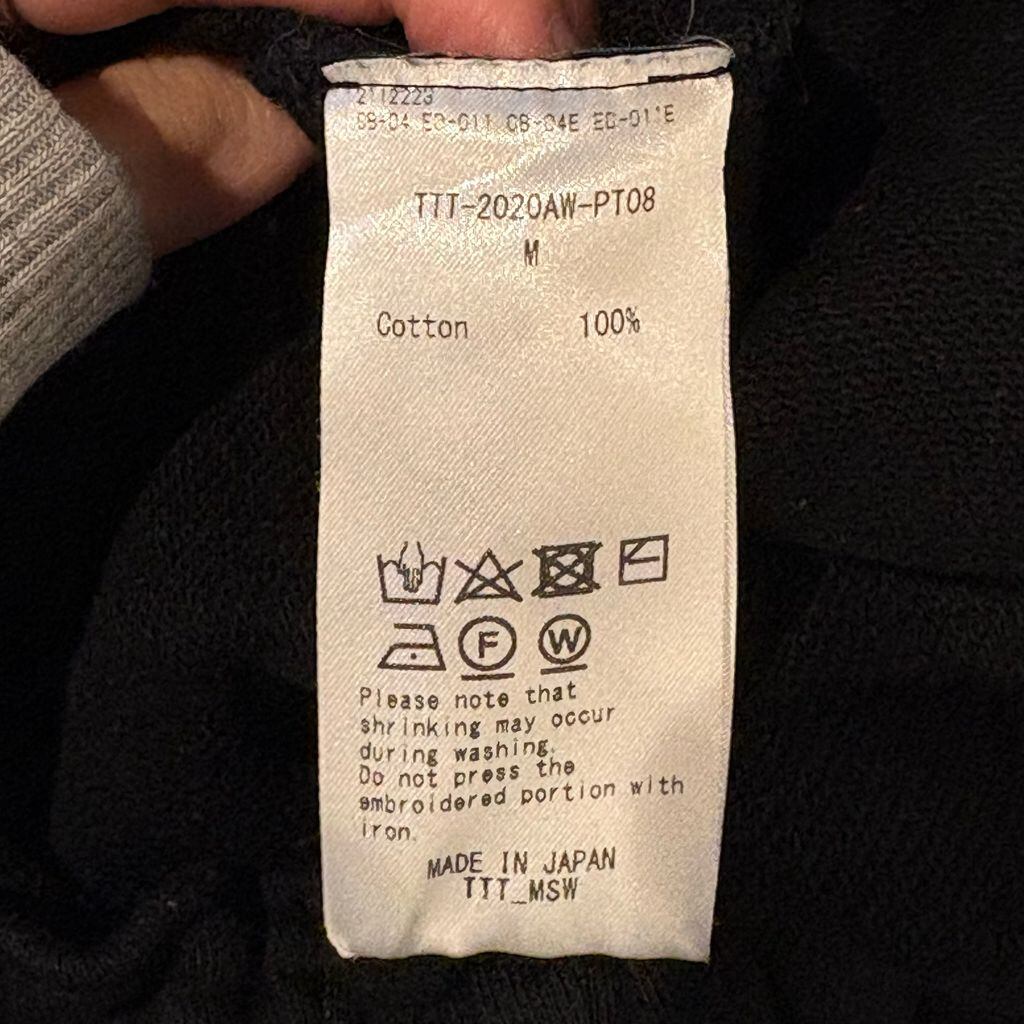 2112223
TTT-2020AW-PT08
M
Cotton 100%
F W
Please note that
shrinking may occur
during washing.
Do not press the
embroidered portion with
iron.
MADE IN JAPAN
TTT_MSW